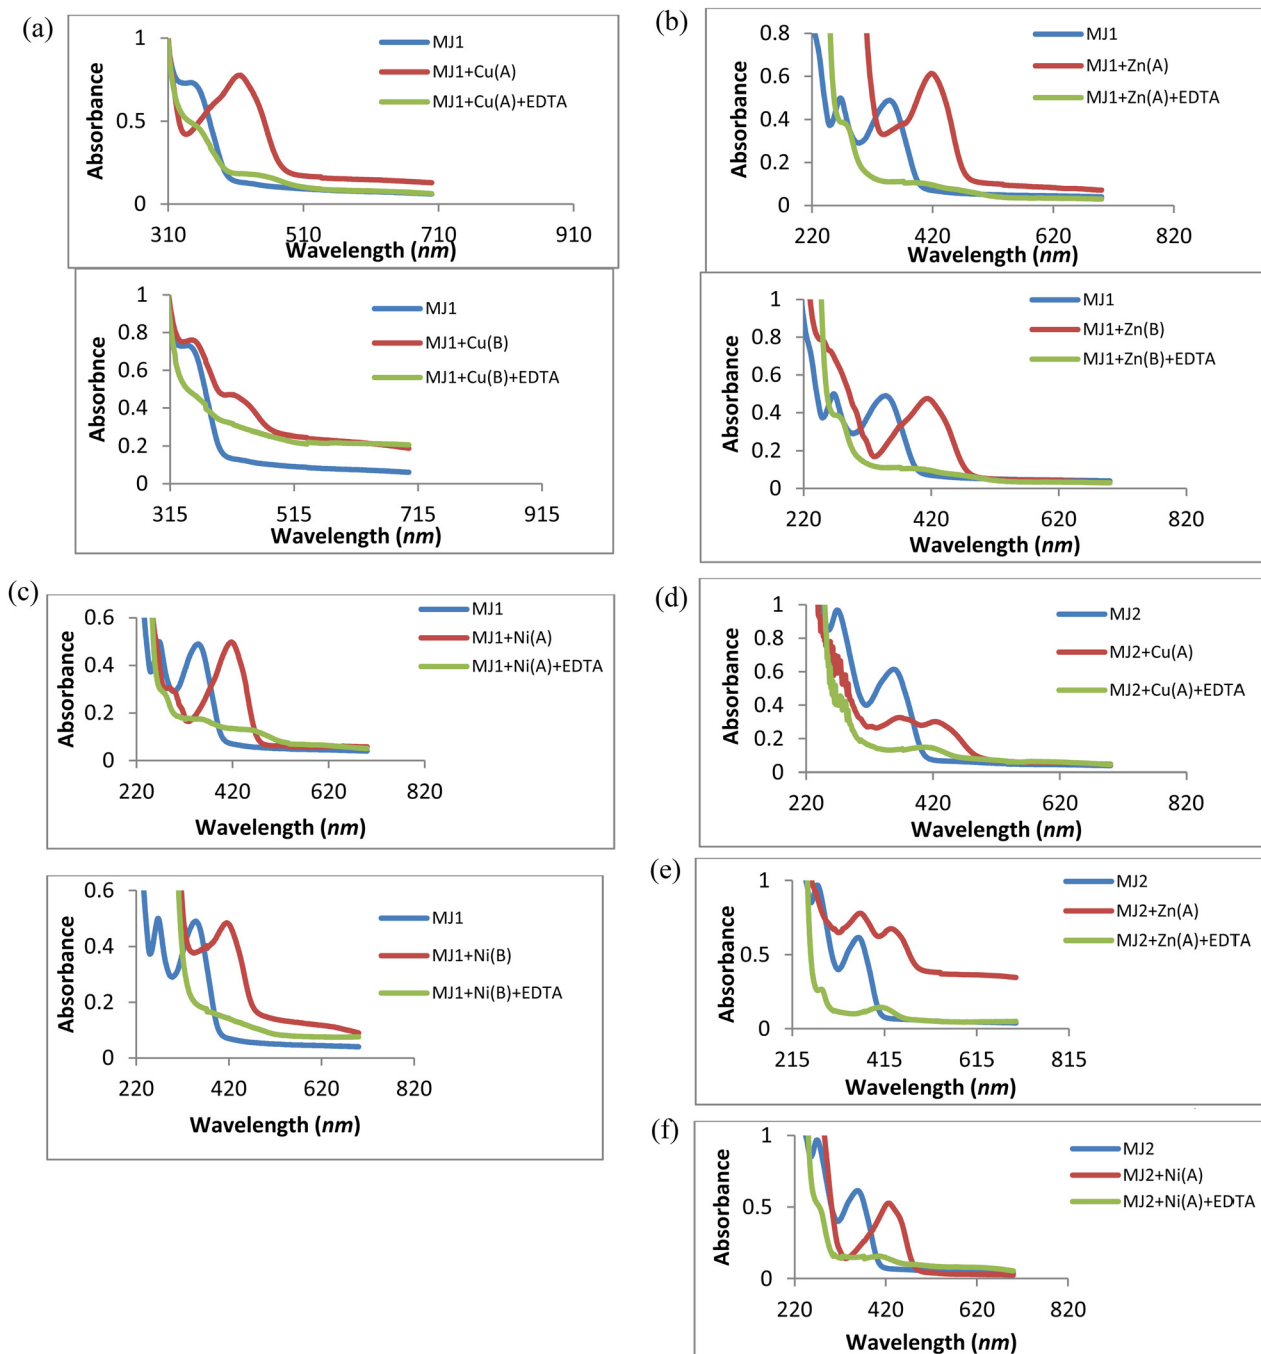 (a)
1
0.5
0
Absorbance
MJ1
MJ1+Cu(A)
MJ1+Cu(A)+EDTA
310 510 710 910
Wavelength (nm)
1
0.8
0.6
0.4
0.2
0
Absorbnce
MJ1
MJ1+Cu(B)
MJ1+Cu(B)+EDTA
315 515 715 915
Wavelength (nm)
(b)
0.8
0.6
0.4
0.2
0
Absorbance
MJ1
MJ1+Zn(A)
MJ1+Zn(A)+EDTA
220 420 620 820
Wavelength (nm)
1
0.8
0.6
0.4
0.2
0
Absorbance
MJ1
MJ1+Zn(B)
MJ1+Zn(B)+EDTA
220 420 620 820
Wavelength (nm)
(c)
0.6
0.4
0.2
0
Absorbance
MJ1
MJ1+Ni(A)
MJ1+Ni(A)+EDTA
220 420 620 820
Wavelength (nm)
0.6
0.4
0.2
0
Absorbance
MJ1
MJ1+Ni(B)
MJ1+Ni(B)+EDTA
220 420 620 820
Wavelength (nm)
(d)
1
0.8
0.6
0.4
0.2
0
Absorbance
MJ2
MJ2+Cu(A)
MJ2+Cu(A)+EDTA
220 420 620 820
Wavelength (nm)
(e)
1
0.5
0
Absorbance
MJ2
MJ2+Zn(A)
MJ2+Zn(A)+EDTA
215 415 615 815
Wavelength (nm)
(f)
1
0.5
0
Absorbance
MJ2
MJ2+Ni(A)
MJ2+Ni(A)+EDTA
220 420 620 820
Wavelength (nm)